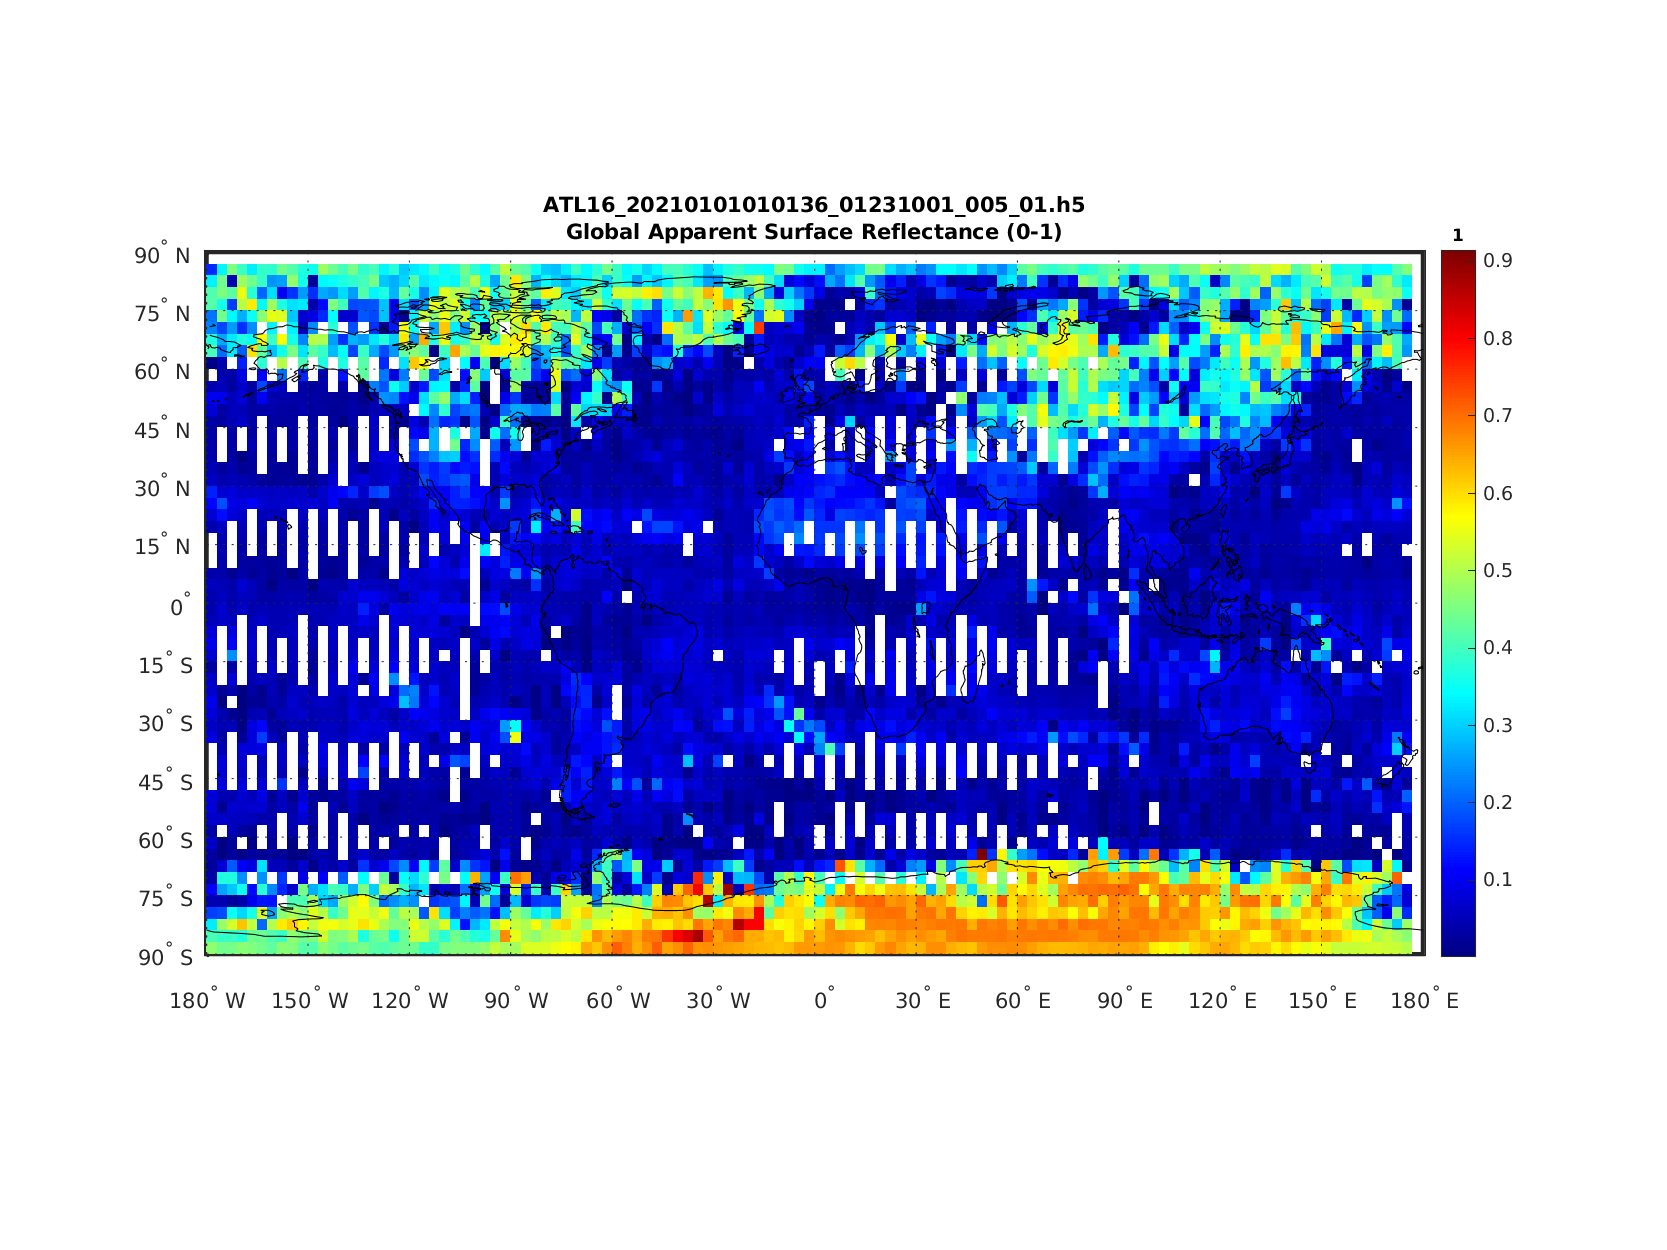 ATL16_20210101010136_01231001_005_01.h5
Global Apparent Surface Reflectance (0-1)
1
90° N
75° N
60° N
45° N
30° N
15° N
0°
15° S
30° S
45° S
60° S
75° S
90° S
180° W 150° W 120° W 90° W 60° W 30° W 0° 30° E 60° E 90° E 120° E 150° E 180° E
0.9
0.8
0.7
0.6
0.5
0.4
0.3
0.2
0.1